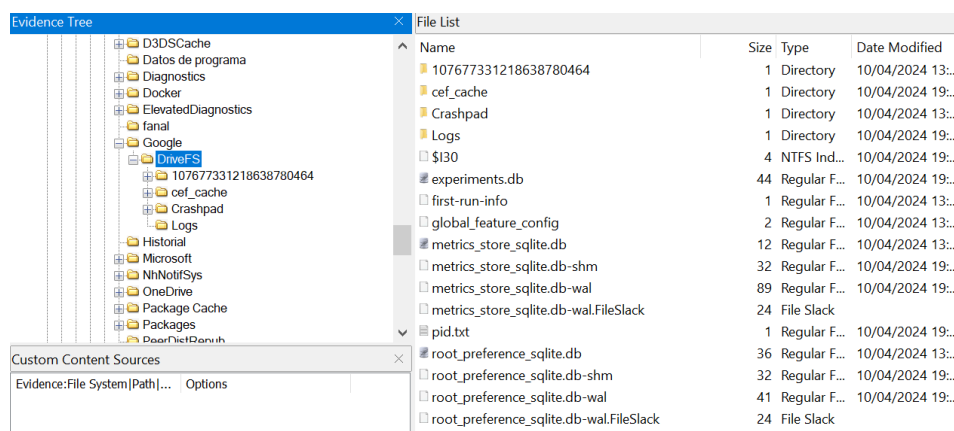 Evidence Tree
D3DSCache
Datos de programa
Diagnostics
Docker
ElevatedDiagnostics
fanal
Google
DriveFS
107677331218638780464
cef_cache
Crashpad
Logs
Historial
Microsoft
NhNotifSys
OneDrive
Package Cache
Packages
PeerDistRepub
Custom Content Sources
Evidence:File System|Path|... Options
File List
Name Size Type Date Modified
107677331218638780464 1 Directory 10/04/2024 13:..
cef_cache 1 Directory 10/04/2024 19:..
Crashpad 1 Directory 10/04/2024 13:..
Logs 1 Directory 10/04/2024 19:..
$I30 4 NTFS Ind... 10/04/2024 19:..
experiments.db 44 Regular F... 10/04/2024 19:..
first-run-info 1 Regular F... 10/04/2024 13:..
global_feature_config 2 Regular F... 10/04/2024 13:..
metrics_store_sqlite.db 12 Regular F... 10/04/2024 13:..
metrics_store_sqlite.db-shm 32 Regular F... 10/04/2024 19:..
metrics_store_sqlite.db-wal 89 Regular F... 10/04/2024 19:..
metrics_store_sqlite.db-wal.FileSlack 24 File Slack
pid.txt 1 Regular F... 10/04/2024 19:..
root_preference_sqlite.db 36 Regular F... 10/04/2024 13:..
root_preference_sqlite.db-shm 32 Regular F... 10/04/2024 19:..
root_preference_sqlite.db-wal 41 Regular F... 10/04/2024 19:..
root_preference_sqlite.db-wal.FileSlack 24 File Slack